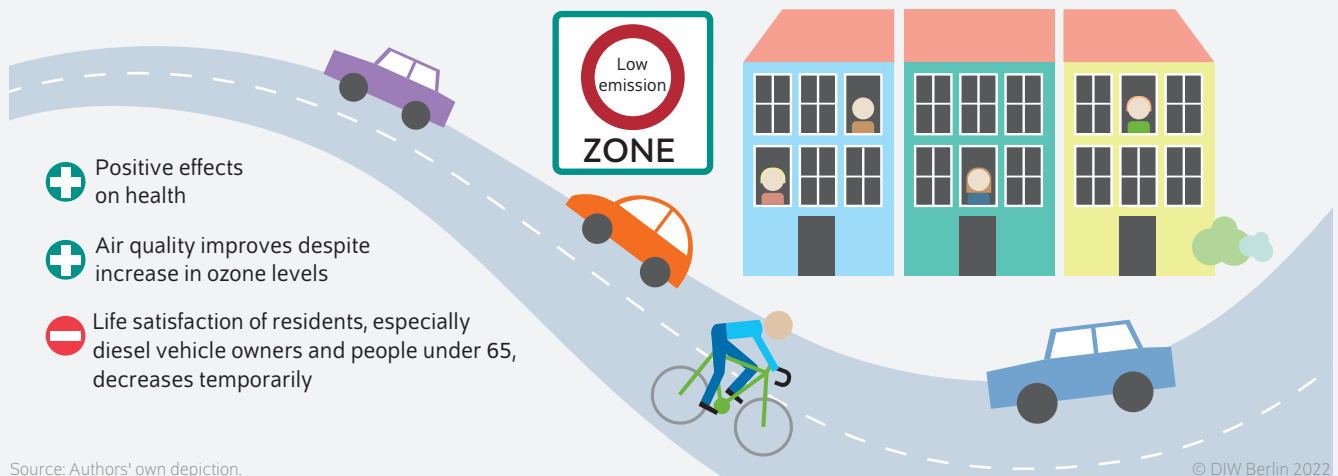 Low
emission
ZONE
Positive effects
on health
Air quality improves despite
increase in ozone levels
Life satisfaction of residents, especially
diesel vehicle owners and people under 65,
decreases temporarily
Source: Authors' own depiction.
© DIW Berlin 2022